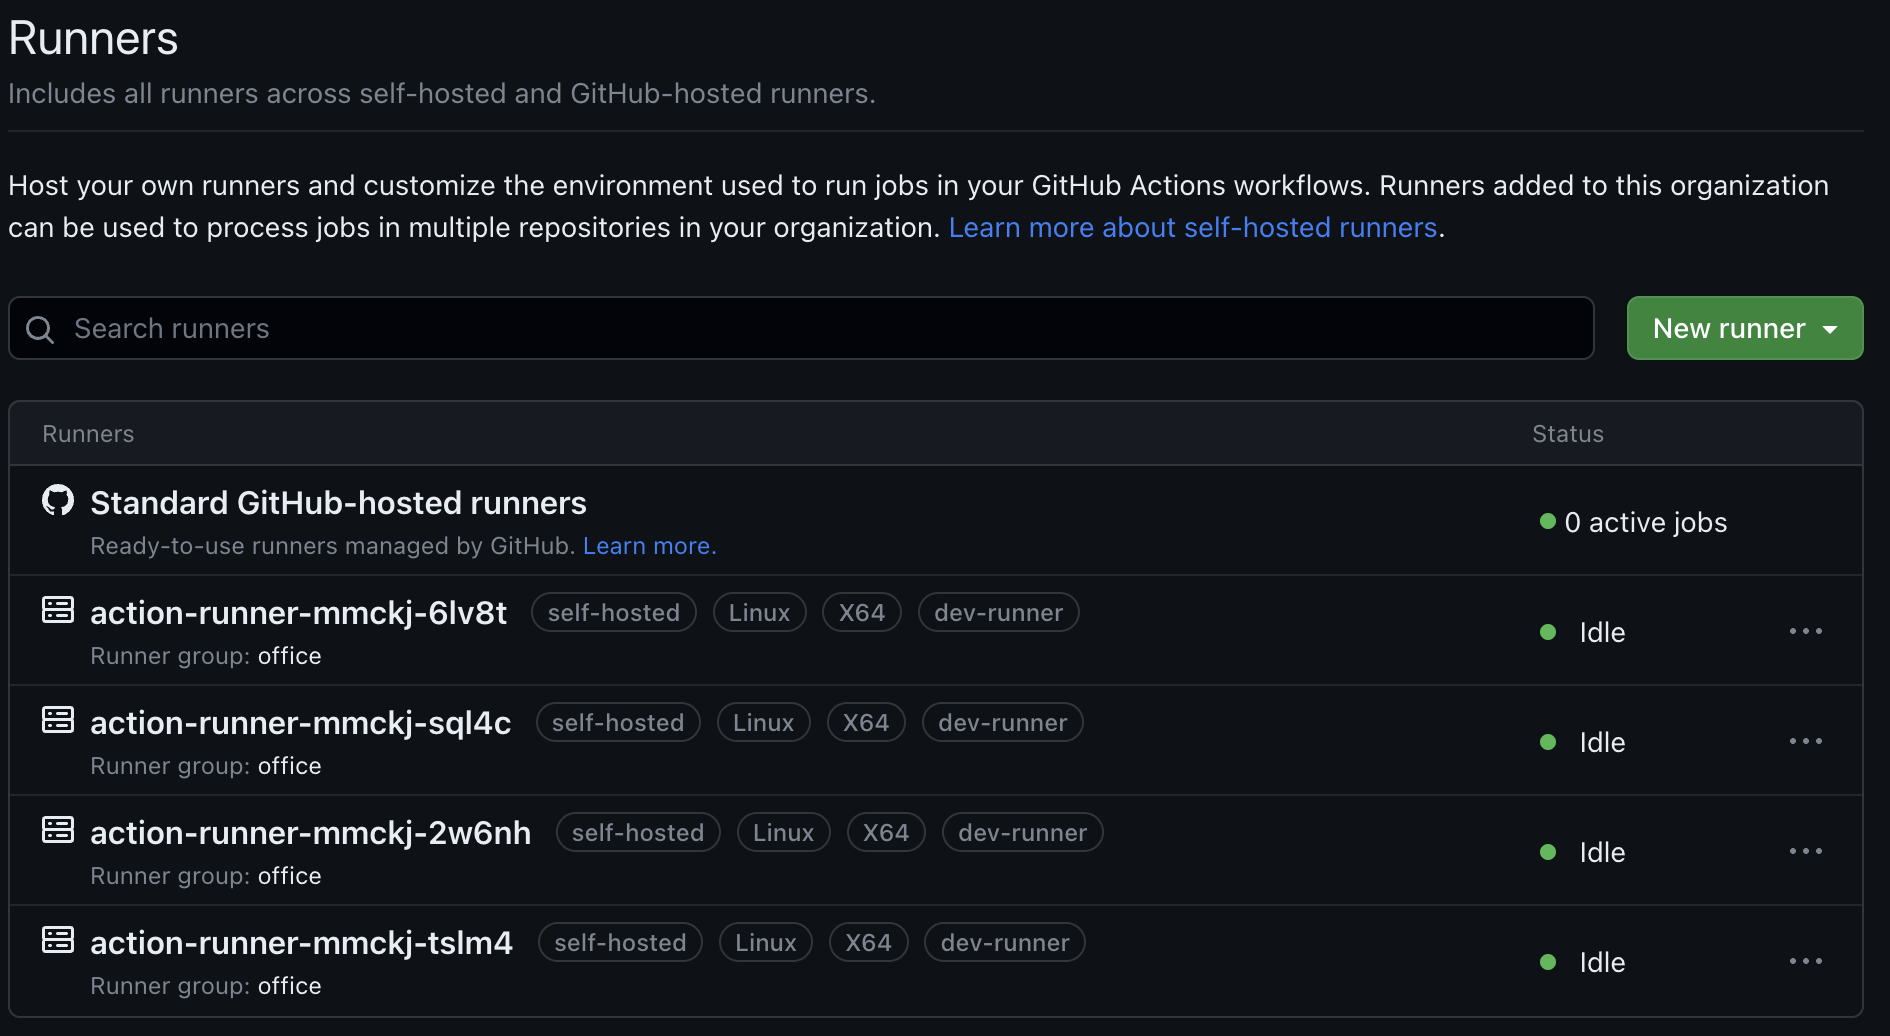 Runners
Includes all runners across self-hosted and GitHub-hosted runners.
Host your own runners and customize the environment used to run jobs in your GitHub Actions workflows. Runners added to this organization
can be used to process jobs in multiple repositories in your organization. Learn more about self-hosted runners.
Search runners
New runner
Runners Status
Standard GitHub-hosted runners
Ready-to-use runners managed by GitHub. Learn more.
0 active jobs
action-runner-mmckj-6lv8t self-hosted Linux X64 dev-runner
Runner group: office
Idle
action-runner-mmckj-sql4c self-hosted Linux X64 dev-runner
Runner group: office
Idle
action-runner-mmckj-2w6nh self-hosted Linux X64 dev-runner
Runner group: office
Idle
action-runner-mmckj-tslm4 self-hosted Linux X64 dev-runner
Runner group: office
Idle